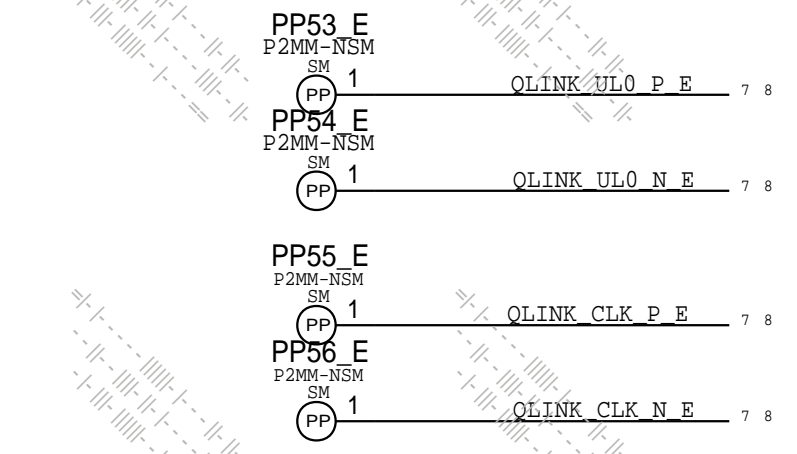 PP53_E
P2MM-NSM
SM
PP 1 QLINK_UL0_P_E 7 8
PP54_E
P2MM-NSM
SM
PP 1 QLINK_UL0_N_E 7 8
PP55_E
P2MM-NSM
SM
PP 1 QLINK_CLK_P_E 7 8
PP56_E
P2MM-NSM
SM
PP 1 QLINK_CLK_N_E 7 8